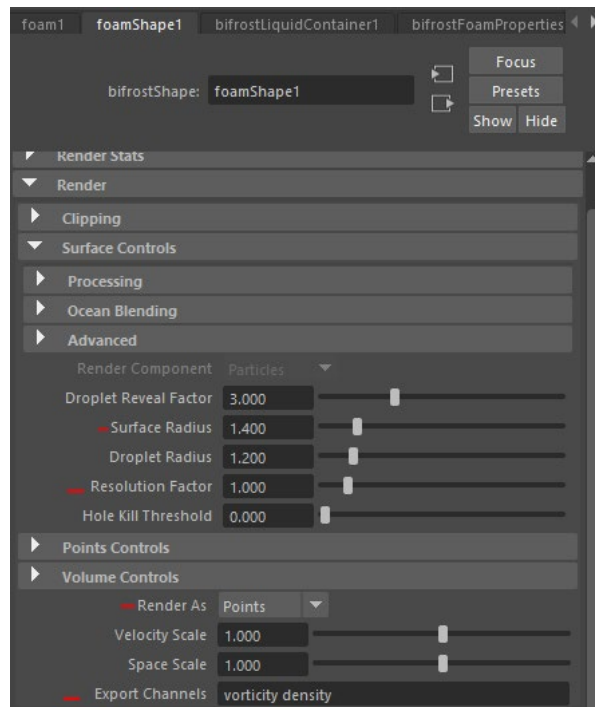 foam1 foamShape1 bifrostLiquidContainer1 bifrostFoamProperties
Focus
bifrostShape: foamShape1 Presets
Show Hide
Render Stats
Render
Clipping
Surface Controls
Processing
Ocean Blending
Advanced
Render Component Particles
Droplet Reveal Factor 3.000
Surface Radius 1.400
Droplet Radius 1.200
Resolution Factor 1.000
Hole Kill Threshold 0.000
Points Controls
Volume Controls
Render As Points
Velocity Scale 1.000
Space Scale 1.000
Export Channels vorticity density